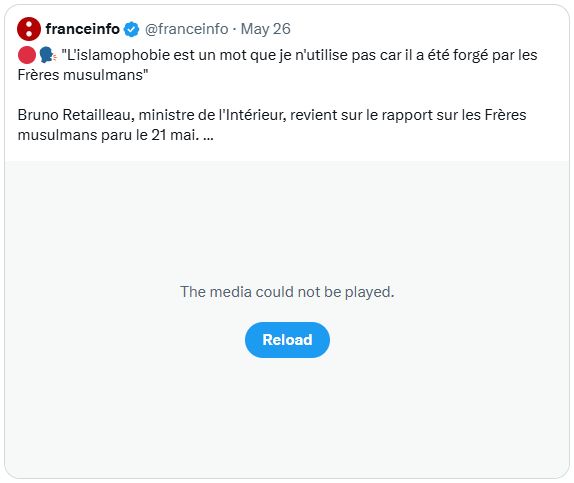 franceinfo @franceinfo · May 26
🔴🗣️ "L'islamophobie est un mot que je n'utilise pas car il a été forgé par les
Frères musulmans"
Bruno Retailleau, ministre de l'Intérieur, revient sur le rapport sur les Frères
musulmans paru le 21 mai. ...
The media could not be played.
Reload